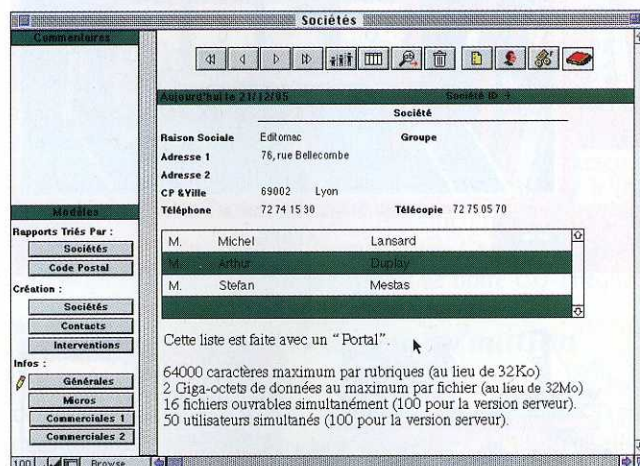 Sociétés
Commentaires
Aujourd'hui le 21/12/95 Société ID
Société
Raison Sociale Editomac Groupe
Adresse 1 76, rue Bellecombe
Adresse 2
CP & Ville 69002 Lyon
Téléphone 72 74 15 30 Télécopie 72 75 05 70
M. Michel Lansard
M. Arthur Duplay
M. Stefan Mestas
Modèles
Rapports Triés Par :
Sociétés
Code Postal
Création :
Sociétés
Contacts
Interventions
Infos :
Générales
Micros
Commerciales 1
Commerciales 2
Cette liste est faite avec un "Portal".
64000 caractères maximum par rubriques (au lieu de 32Ko)
2 Giga-octets de données au maximum par fichier (au lieu de 32Mo)
16 fichiers ouvrables simultanément (100 pour la version serveur).
50 utilisateurs simultanés (100 pour la version serveur).
100 Browse